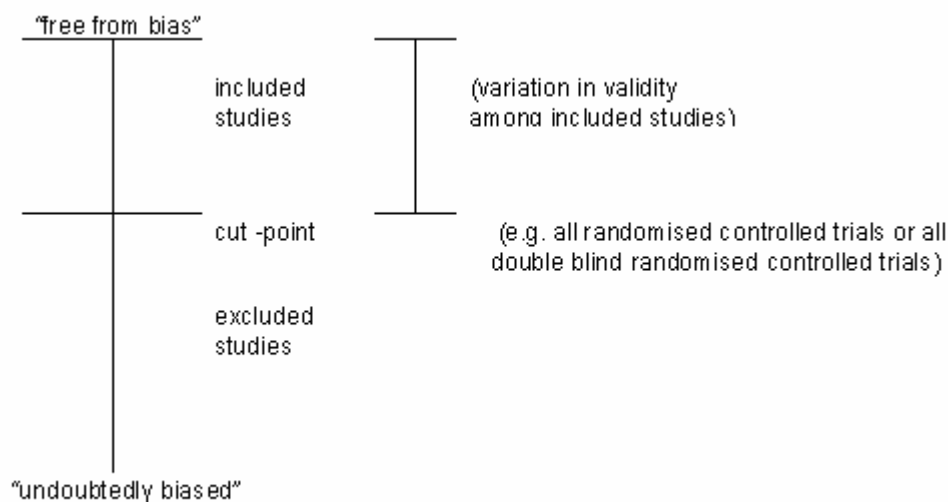 “free from bias”
included
studies
(variation in validity
among included studies)
cut -point
(e.g. all randomised controlled trials or all
double blind randomised controlled trials)
excluded
studies
“undoubtedly biased”